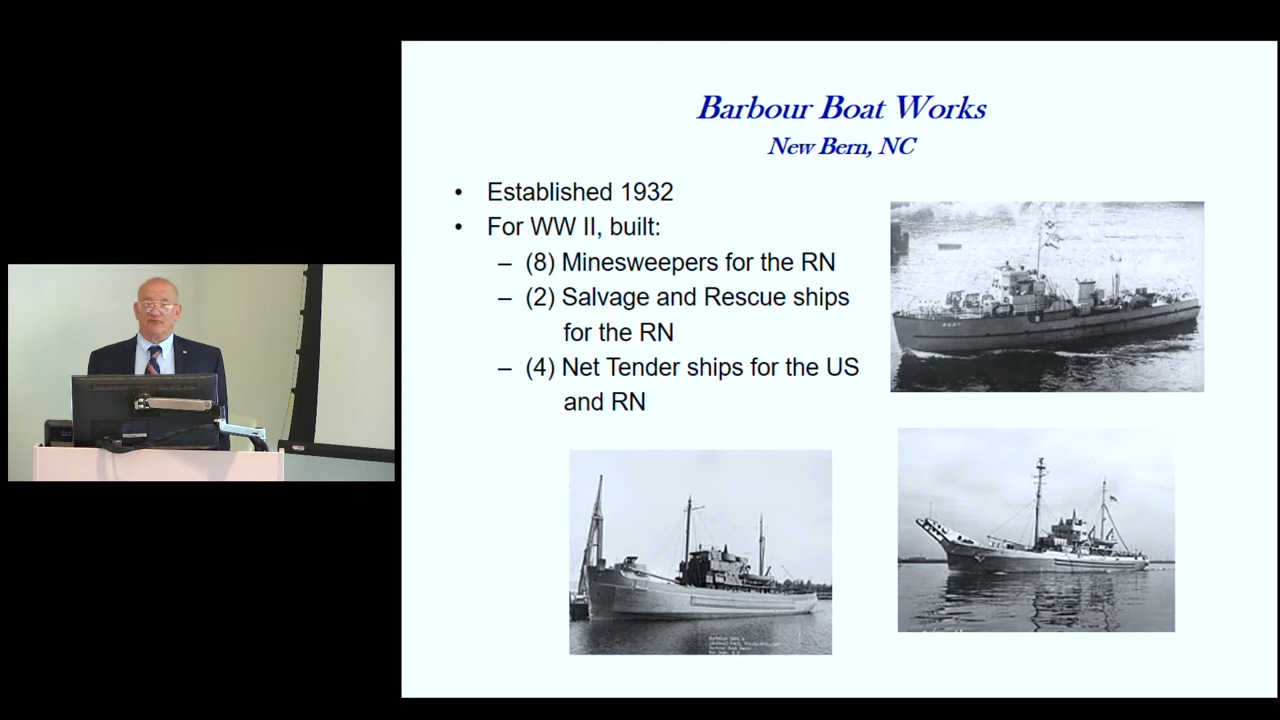 Barbour Boat Works
New Bern, NC
• Established 1932
• For WW II, built:
– (8) Minesweepers for the RN
– (2) Salvage and Rescue ships
for the RN
– (4) Net Tender ships for the US
and RN